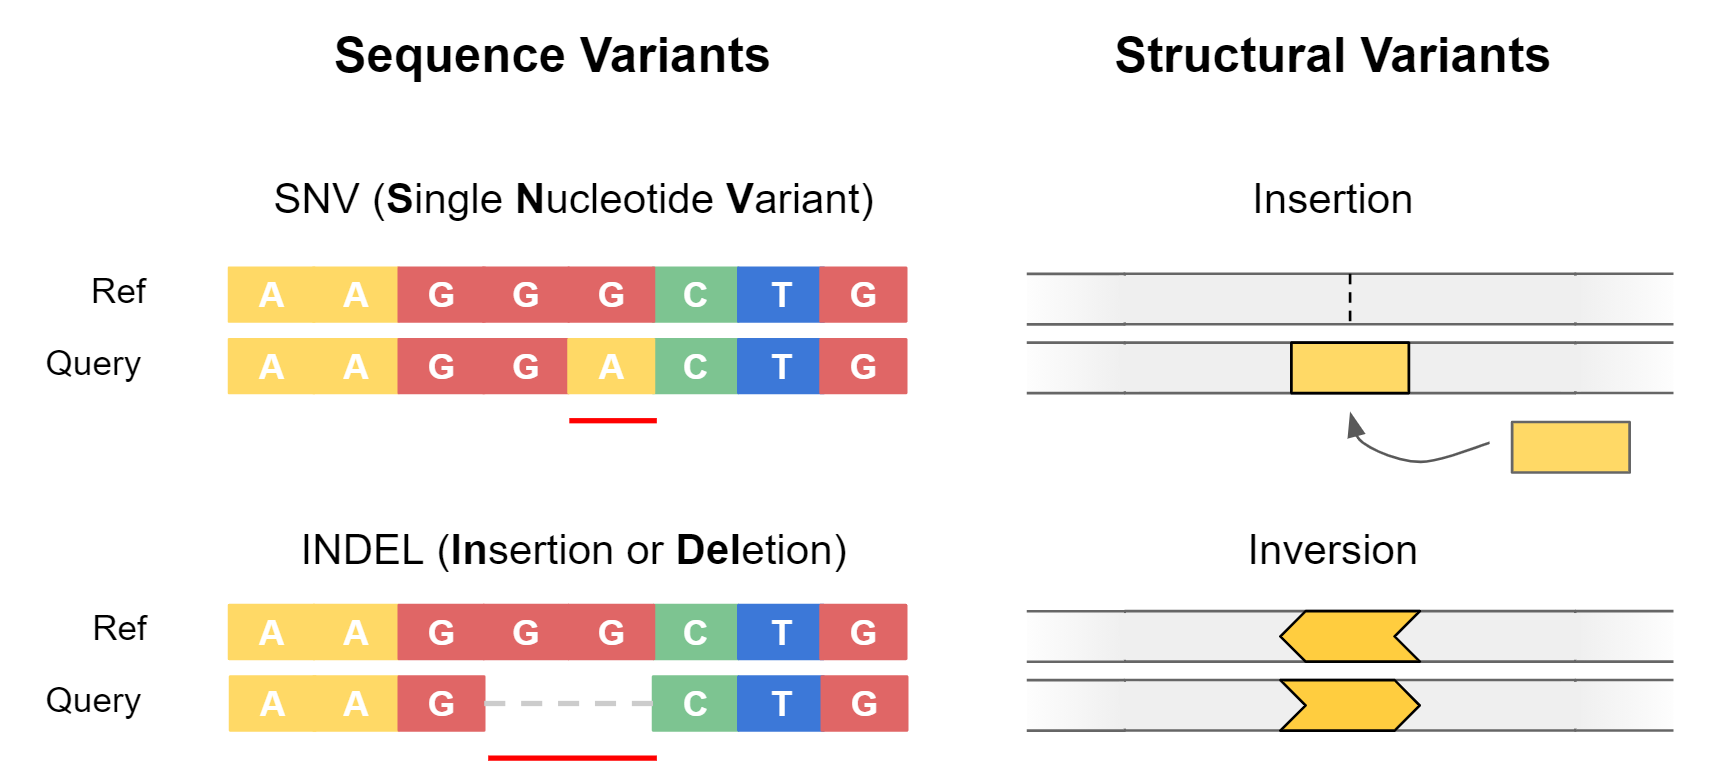 Sequence Variants
Structural Variants
SNV (Single Nucleotide Variant)
Insertion
Ref
A A G G G C T G
Query
A A G G A C T G
INDEL (Insertion or Deletion)
Inversion
Ref
A A G G G C T G
Query
A A G C T G